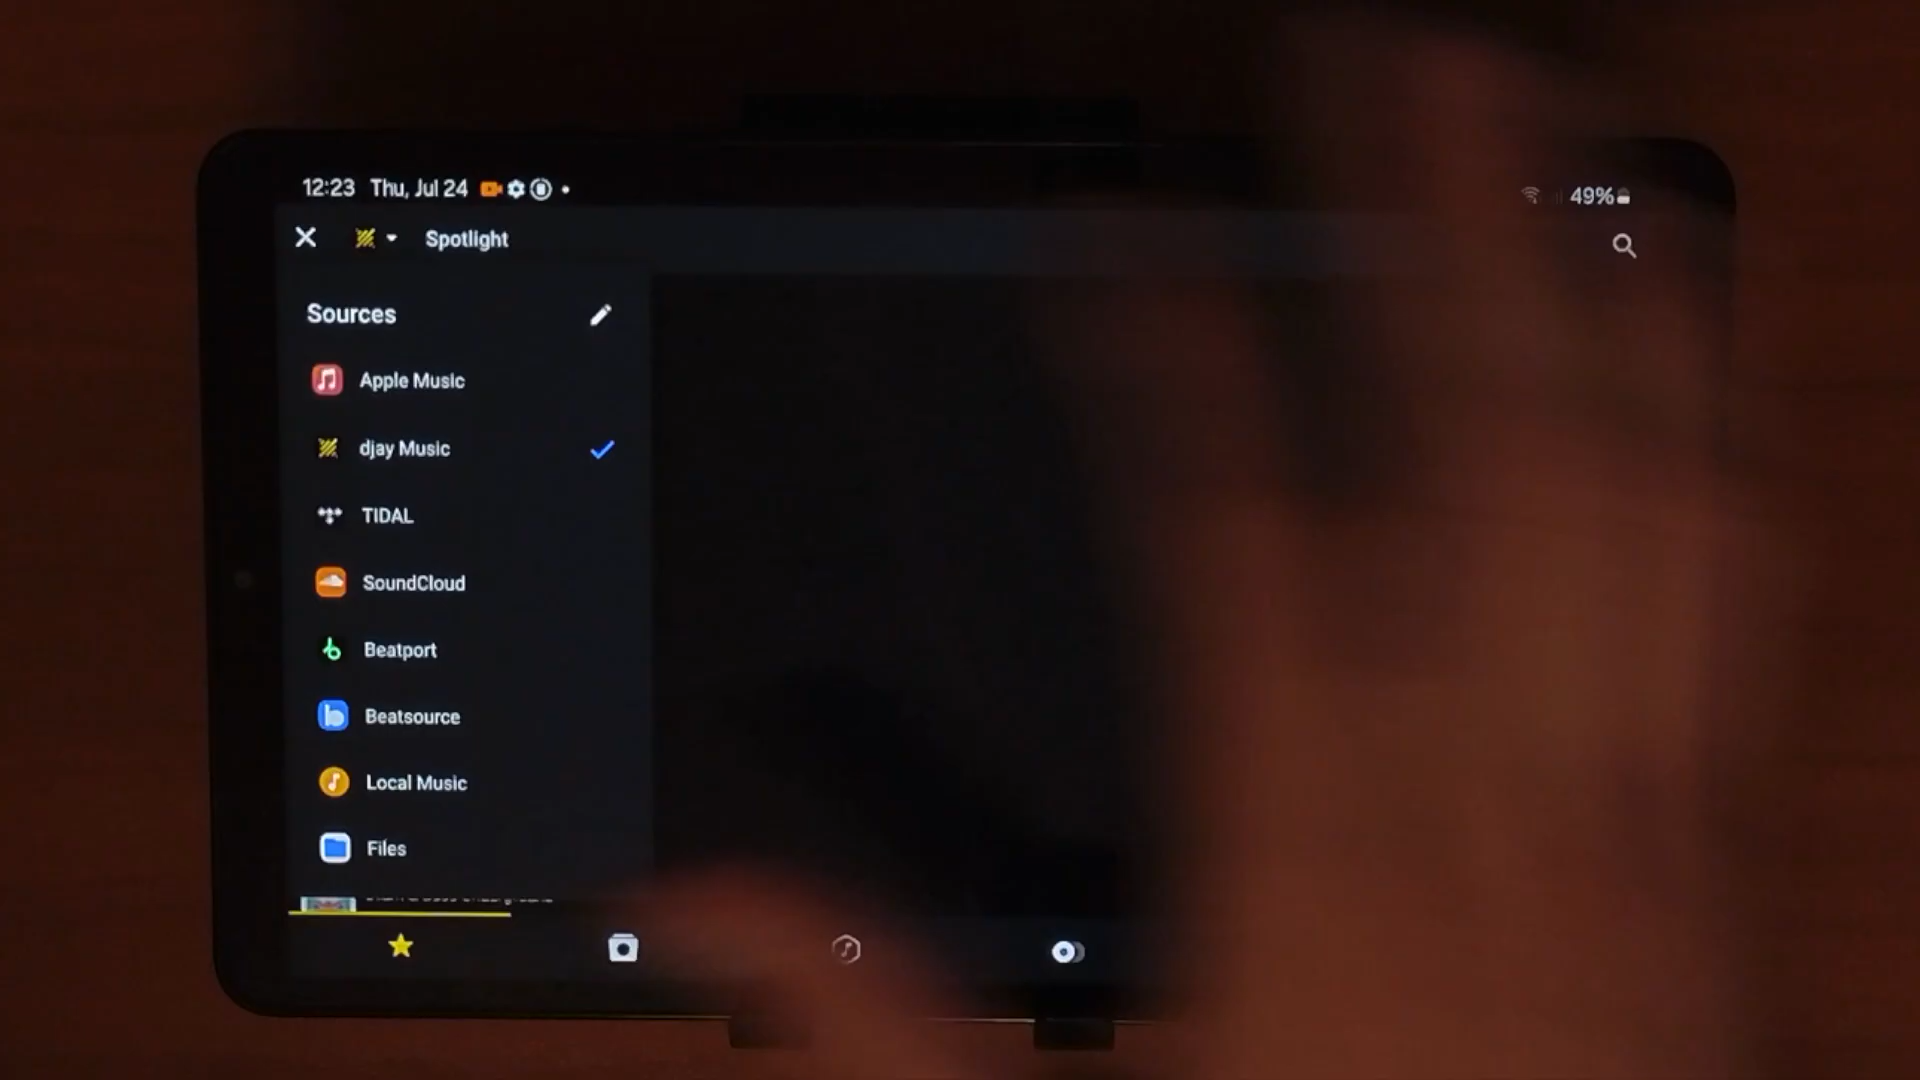 12:23 Thu, Jul 24
49%
Spotlight
Sources
Apple Music
djay Music
TIDAL
SoundCloud
Beatport
Beatsource
Local Music
Files